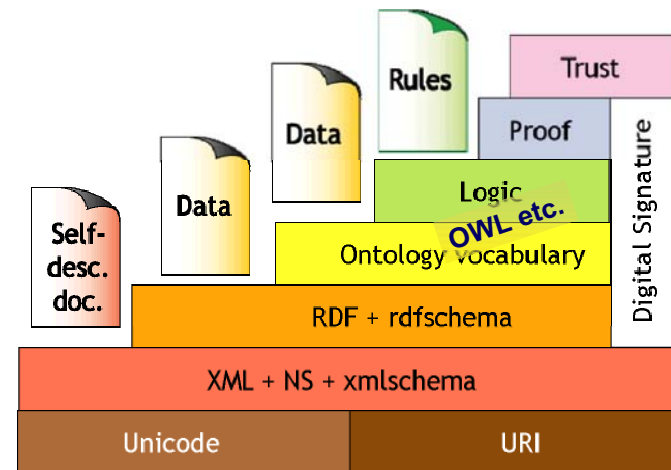 Trust
Rules
Proof
Data
Logic
OWL etc.
Digital Signature
Data
Ontology vocabulary
Self-
desc.
doc.
RDF + rdfschema
XML + NS + xmlschema
Unicode
URI